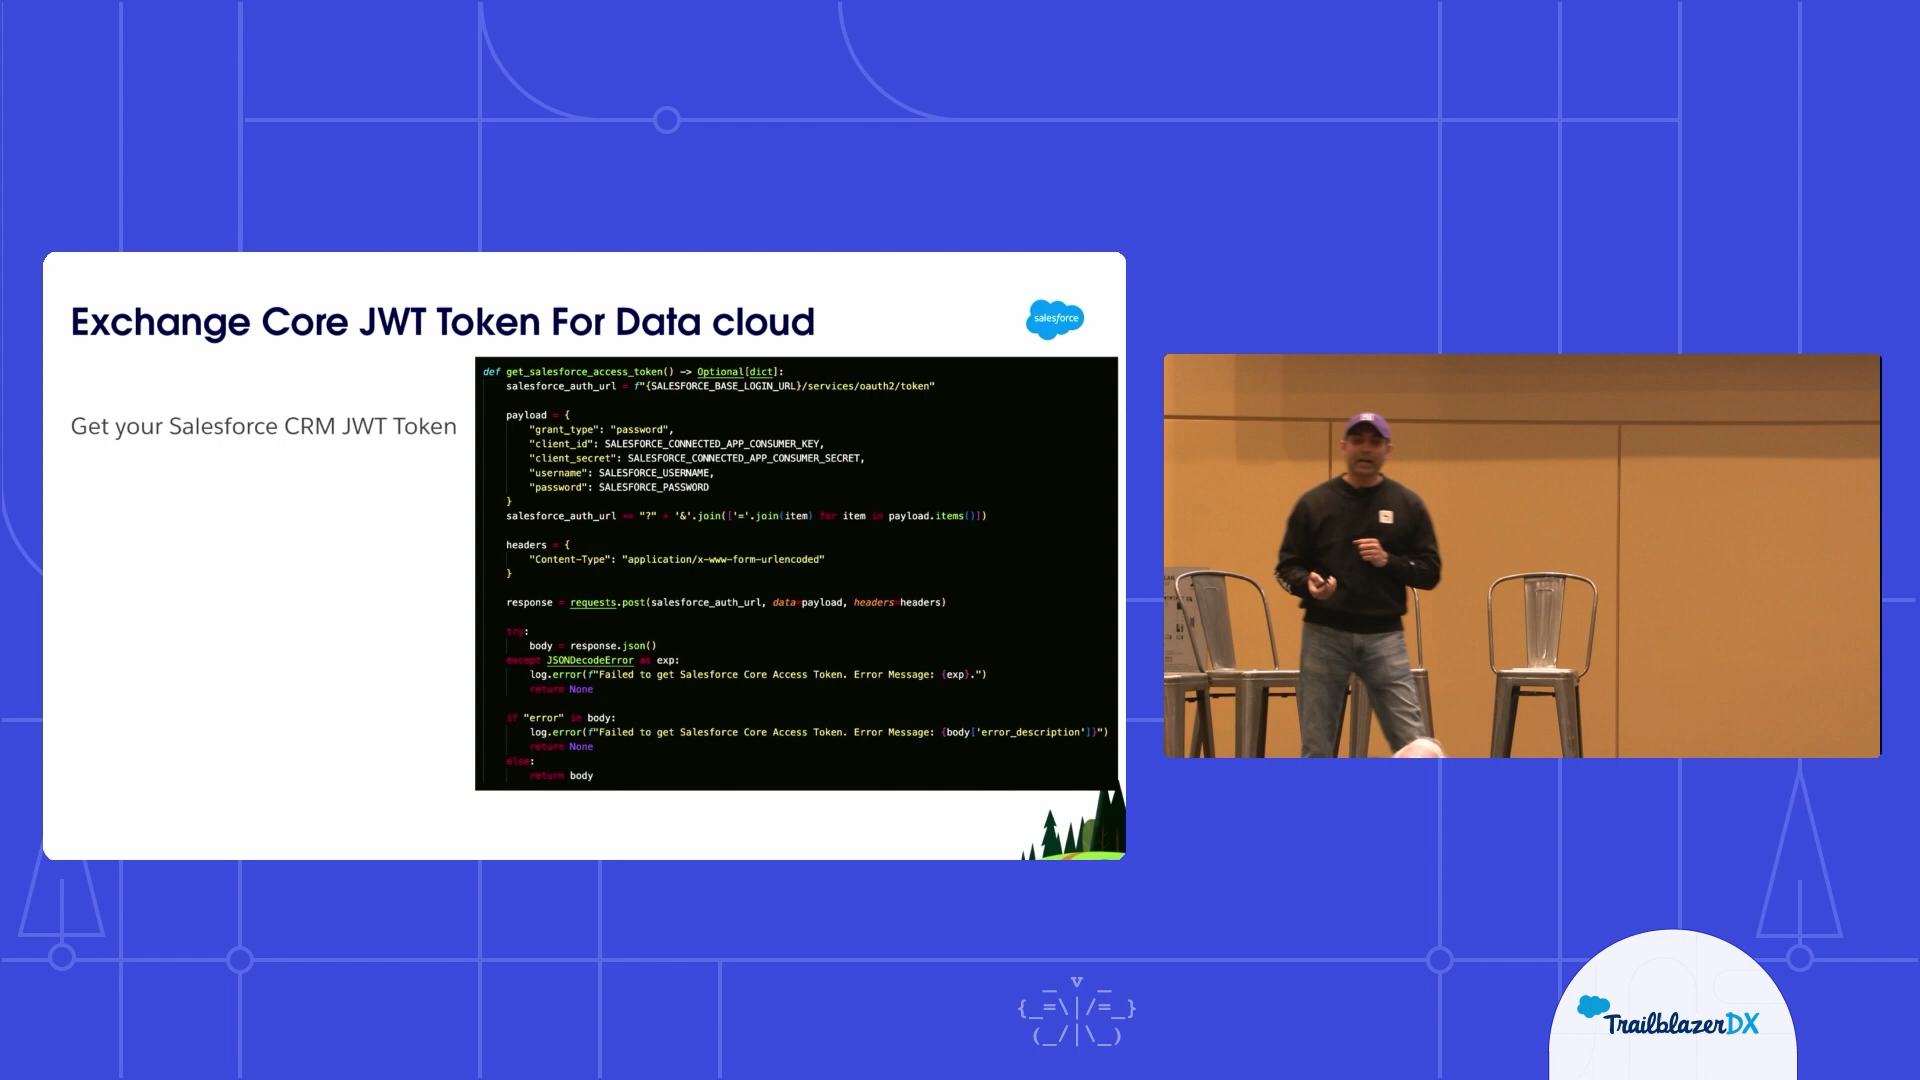 Exchange Core JWT Token For Data cloud
salesforce
Get your Salesforce CRM JWT Token
def get_salesforce_access_token() -> Optional[dict]:
salesforce_auth_url = f"{SALESFORCE_BASE_LOGIN_URL}/services/oauth2/token"
payload = {
"grant_type": "password",
"client_id": SALESFORCE_CONNECTED_APP_CONSUMER_KEY,
"client_secret": SALESFORCE_CONNECTED_APP_CONSUMER_SECRET,
"username": SALESFORCE_USERNAME,
"password": SALESFORCE_PASSWORD
}
salesforce_auth_url += "?" + '&'.join(['='.join(item) for item in payload.items()])
headers = {
"Content-Type": "application/x-www-form-urlencoded"
}
response = requests.post(salesforce_auth_url, data=payload, headers=headers)
try:
body = response.json()
except JSONDecodeError as exp:
log.error(f"Failed to get Salesforce Core Access Token. Error Message: {exp}.")
return None
if "error" in body:
log.error(f"Failed to get Salesforce Core Access Token. Error Message: {body['error_description']}")
return None
else:
return body
TrailblazerDX